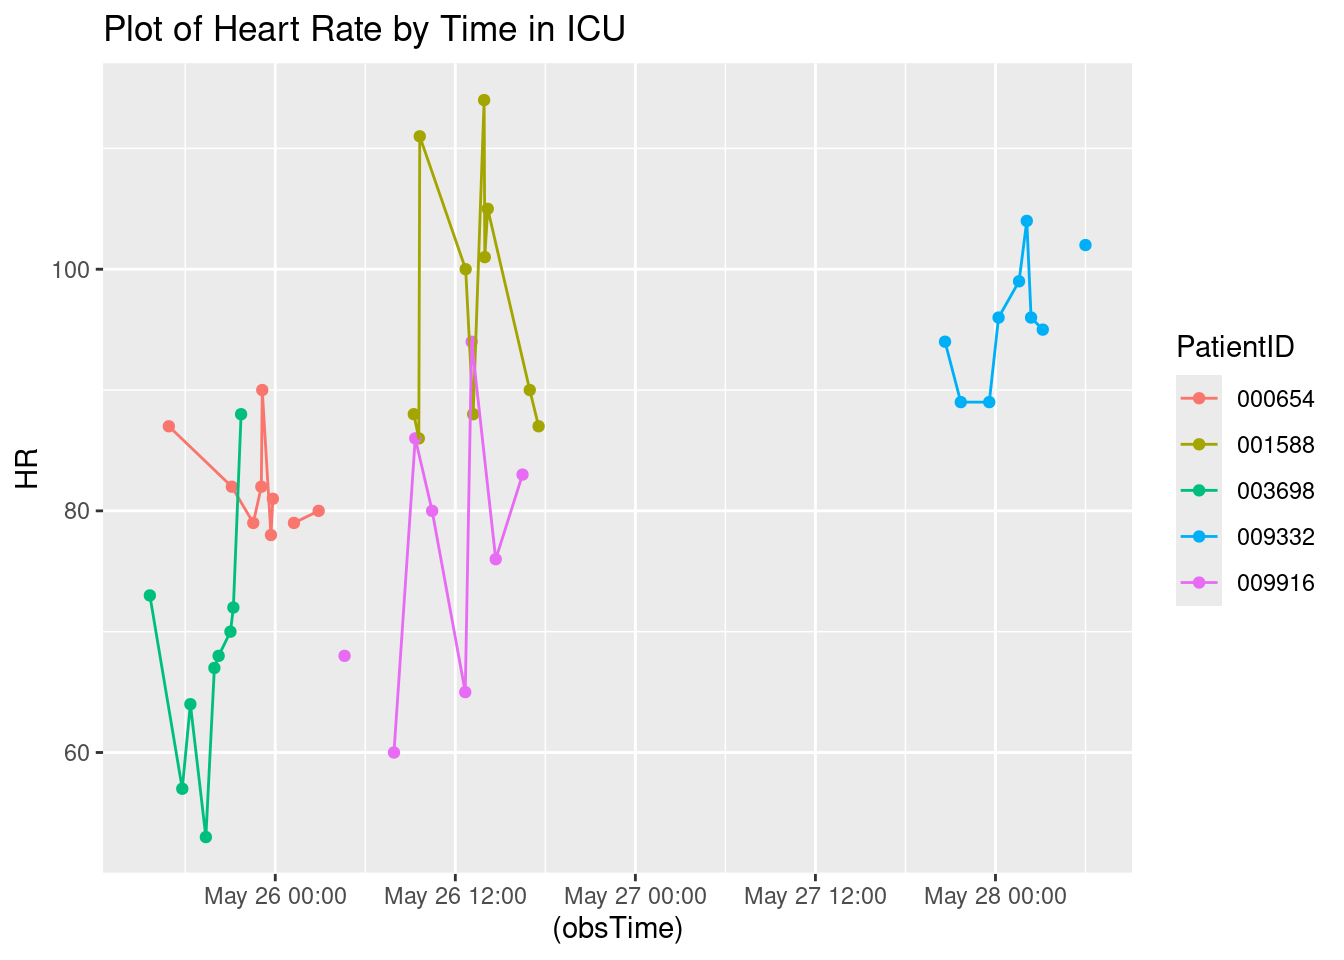 Plot of Heart Rate by Time in ICU
HR
100
80
60
May 26 00:00 May 26 12:00 May 27 00:00 May 27 12:00 May 28 00:00
(obsTime)
PatientID
000654
001588
003698
009332
009916